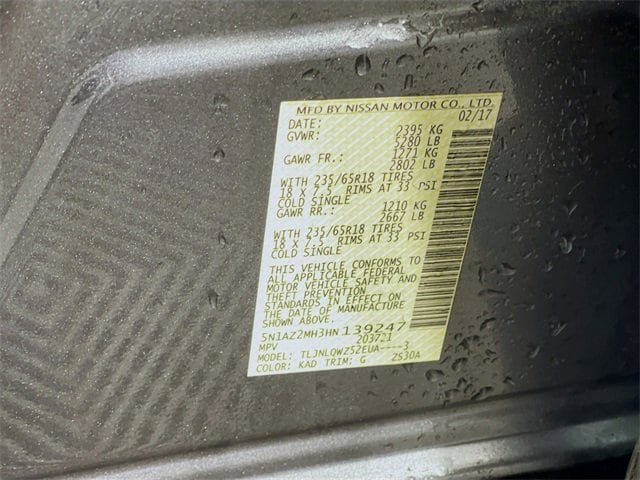 MFD BY NISSAN MOTOR CO., LTD.
DATE: 02/17
GVWR: 2395 KG
5280 LB
GAWR FR.: 1271 KG
2802 LB
WITH 235/65R18 TIRES
18 X 7.5 RIMS AT 33 PSI
COLD SINGLE
GAWR RR.: 1210 KG
2667 LB
WITH 235/65R18 TIRES
18 X 7.5 RIMS AT 33 PSI
COLD SINGLE
THIS VEHICLE CONFORMS TO
ALL APPLICABLE FEDERAL
MOTOR VEHICLE SAFETY AND
THEFT PREVENTION
STANDARDS IN EFFECT ON
THE DATE OF MANUFACTURE
SHOWN ABOVE.
5N1AZ2MH3HN139247
MPV 203721
MODEL: TLJNLQWZ52EUA----3
COLOR: KAD TRIM: G ZS30A